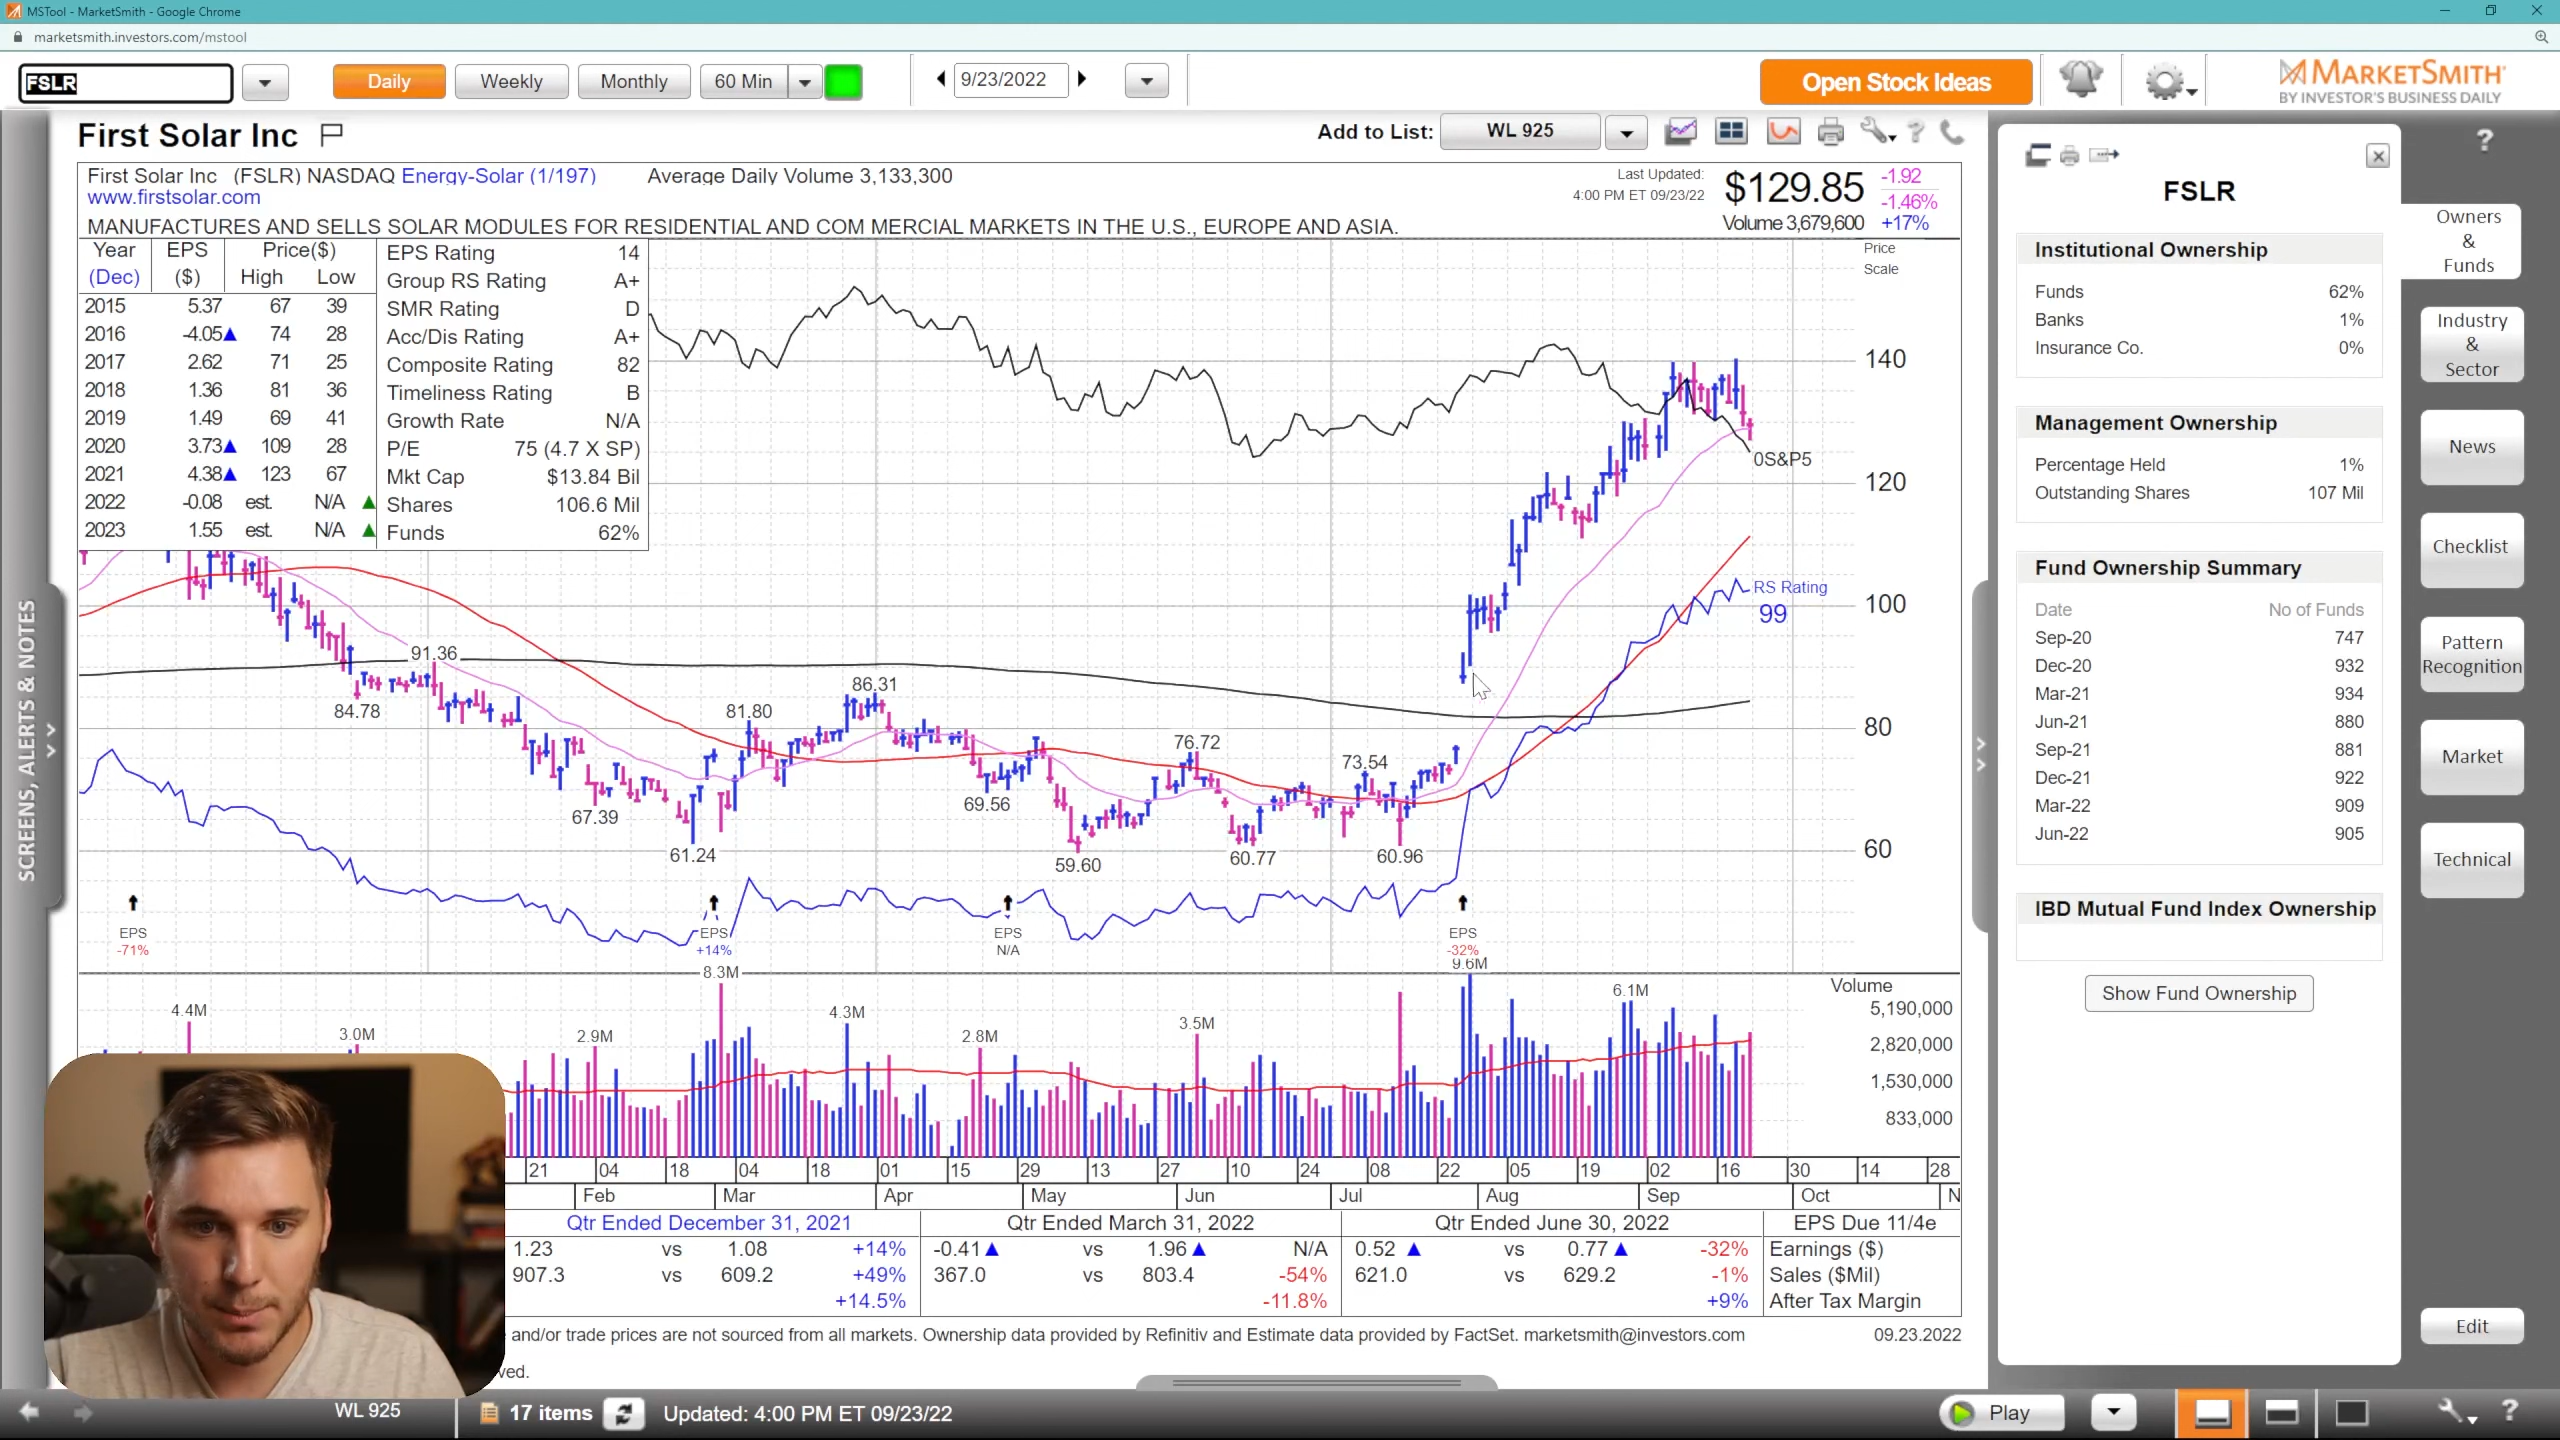 MSTool - MarketSmith - Google Chrome
marketsmith.investors.com/mstool
FSLR
Daily
Weekly
Monthly
60 Min
9/23/2022
Open Stock Ideas
MARKETSMITH
BY INVESTOR'S BUSINESS DAILY
First Solar Inc
Add to List:
WL 925
First Solar Inc (FSLR) NASDAQ Energy-Solar (1/197) Average Daily Volume 3,133,300
www.firstsolar.com
Last Updated:
4:00 PM ET 09/23/22
$129.85
-1.92
-1.46%
Volume 3,679,600 +17%
MANUFACTURES AND SELLS SOLAR MODULES FOR RESIDENTIAL AND COM MERCIAL MARKETS IN THE U.S., EUROPE AND ASIA.
Year EPS Price($)
(Dec) ($) High Low
2015 5.37 67 39
2016 -4.05 74 28
2017 2.62 71 25
2018 1.36 81 36
2019 1.49 69 41
2020 3.73 109 28
2021 4.38 123 67
2022 -0.08 est. N/A
2023 1.55 est. N/A
EPS Rating 14
Group RS Rating A+
SMR Rating D
Acc/Dis Rating A+
Composite Rating 82
Timeliness Rating B
Growth Rate N/A
P/E 75 (4.7 X SP)
Mkt Cap $13.84 Bil
Shares 106.6 Mil
Funds 62%
Price
Scale
140
120
100
80
60
0S&P5
RS Rating
99
91.36
84.78
86.31
81.80
76.72
73.54
69.56
67.39
61.24
59.60
60.77
60.96
EPS
-71%
EPS
+14%
EPS
N/A
EPS
-32%
8.3M
9.6M
4.4M
3.0M
2.9M
4.3M
2.8M
3.5M
6.1M
Volume
5,190,000
2,820,000
1,530,000
833,000
21 04 18 04 18 01 15 29 13 27 10 24 08 22 05 19 02 16 30 14 28
Feb Mar Apr May Jun Jul Aug Sep Oct N
Qtr Ended December 31, 2021 Qtr Ended March 31, 2022 Qtr Ended June 30, 2022 EPS Due 11/4e
1.23 vs 1.08 +14% -0.41 vs 1.96 N/A 0.52 vs 0.77 -32% Earnings ($)
907.3 vs 609.2 +49% 367.0 vs 803.4 -54% 621.0 vs 629.2 -1% Sales ($Mil)
+14.5% -11.8% +9% After Tax Margin
and/or trade prices are not sourced from all markets. Ownership data provided by Refinitiv and Estimate data provided by FactSet. marketsmith@investors.com 09.23.2022
ved.
SCREENS, ALERTS & NOTES
FSLR
Institutional Ownership
Funds 62%
Banks 1%
Insurance Co. 0%
Management Ownership
Percentage Held 1%
Outstanding Shares 107 Mil
Fund Ownership Summary
Date No of Funds
Sep-20 747
Dec-20 932
Mar-21 934
Jun-21 880
Sep-21 881
Dec-21 922
Mar-22 909
Jun-22 905
IBD Mutual Fund Index Ownership
Show Fund Ownership
?
Owners
&
Funds
Industry
&
Sector
News
Checklist
Pattern
Recognition
Market
Technical
Edit
WL 925
17 items
Updated: 4:00 PM ET 09/23/22
Play
?